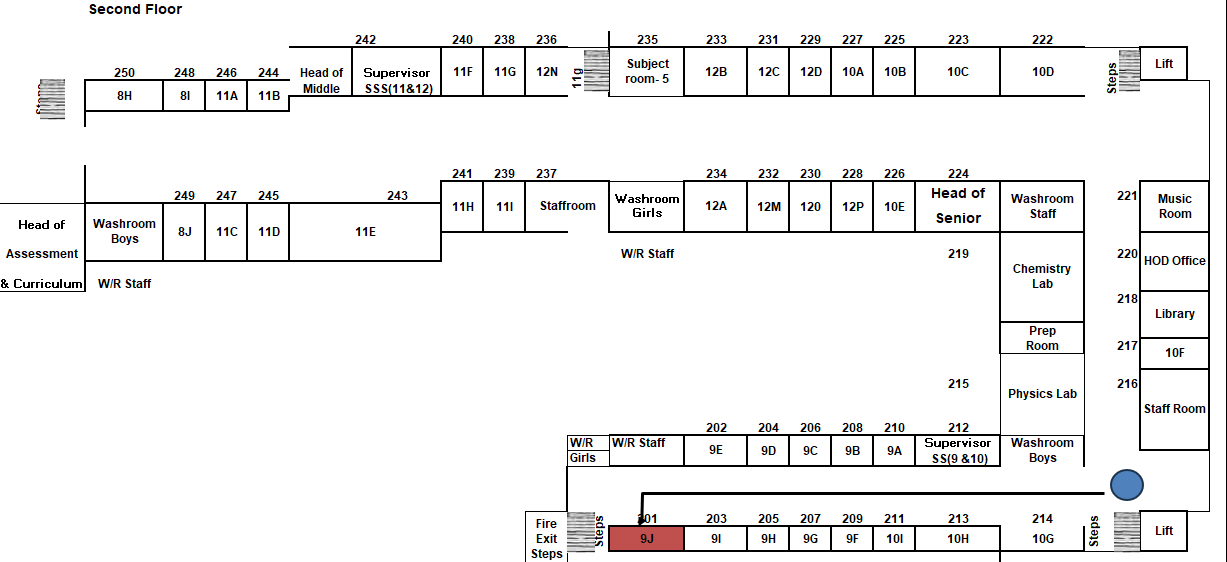 Second Floor
242 240 238 236 235 233 231 229 227 225 223 222
250 248 246 244 Head of Middle Supervisor SSS(11&12) 11F 11G 12N 11g Subject room- 5 12B 12C 12D 10A 10B 10C 10D Steps Lift
Steps 8H 8I 11A 11B
241 239 237 234 232 230 228 226 224
249 247 245 243 11H 11I Staffroom Washroom Girls 12A 12M 120 12P 10E Head of Senior Washroom Staff 221 Music Room
Head of Assessment & Curriculum Washroom Boys 8J 11C 11D 11E
W/R Staff
W/R Staff 219 Chemistry Lab 220 HOD Office
218 Library
Prep Room 217 10F
215 Physics Lab 216 Staff Room
202 204 206 208 210 212
W/R Girls W/R Staff 9E 9D 9C 9B 9A Supervisor SS(9 &10) Washroom Boys
201 203 205 207 209 211 213 214
Fire Exit Steps Steps 9J 9I 9H 9G 9F 10I 10H 10G Steps Lift